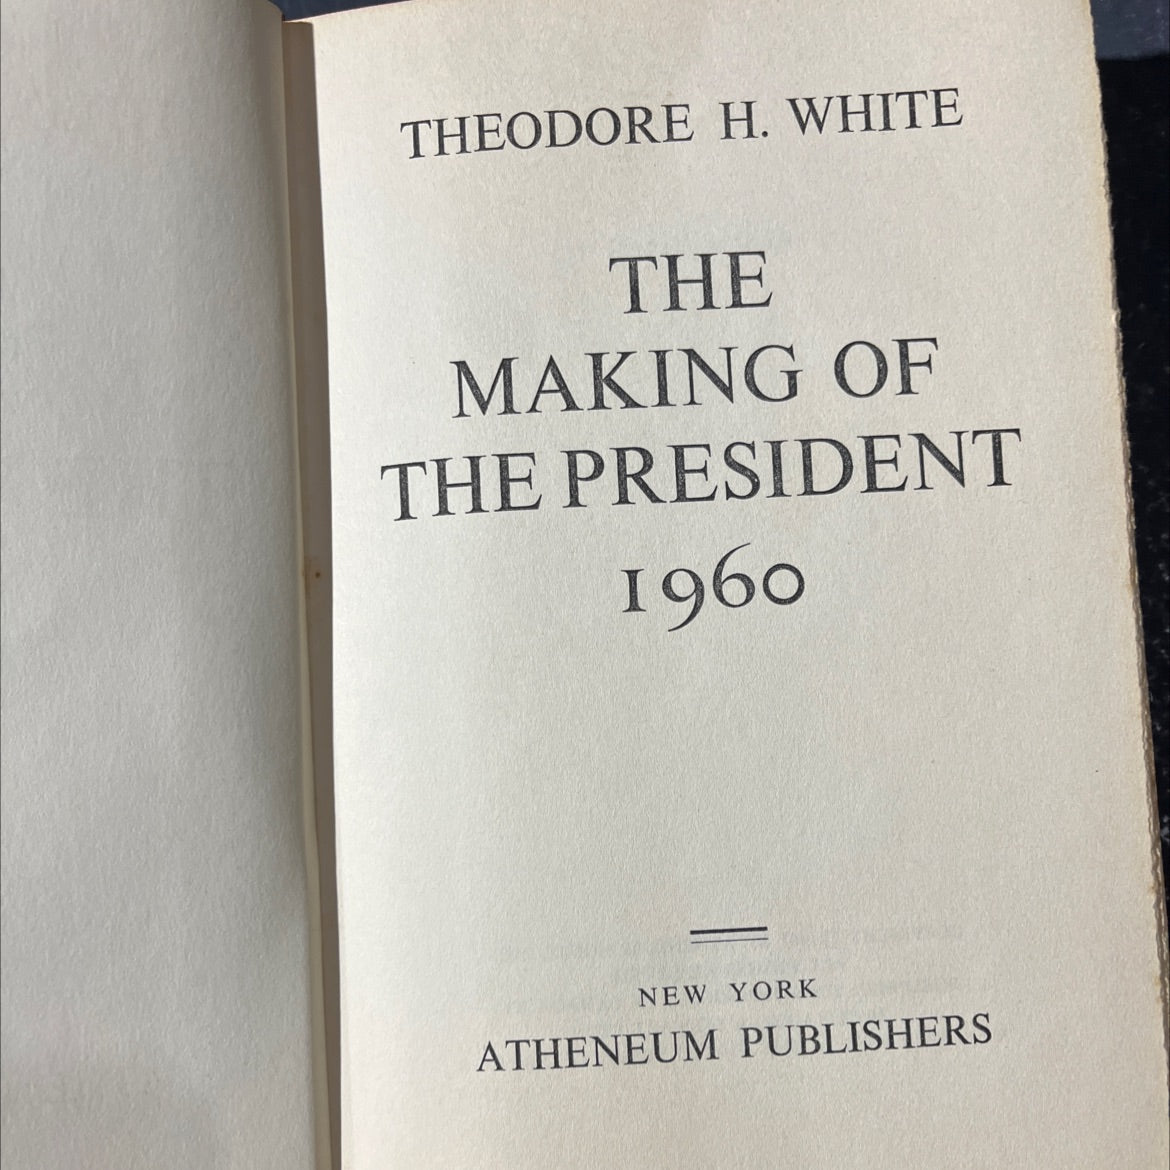 THEODORE H. WHITE
THE
MAKING OF
THE PRESIDENT
1960
NEW YORK
ATHENEUM PUBLISHERS